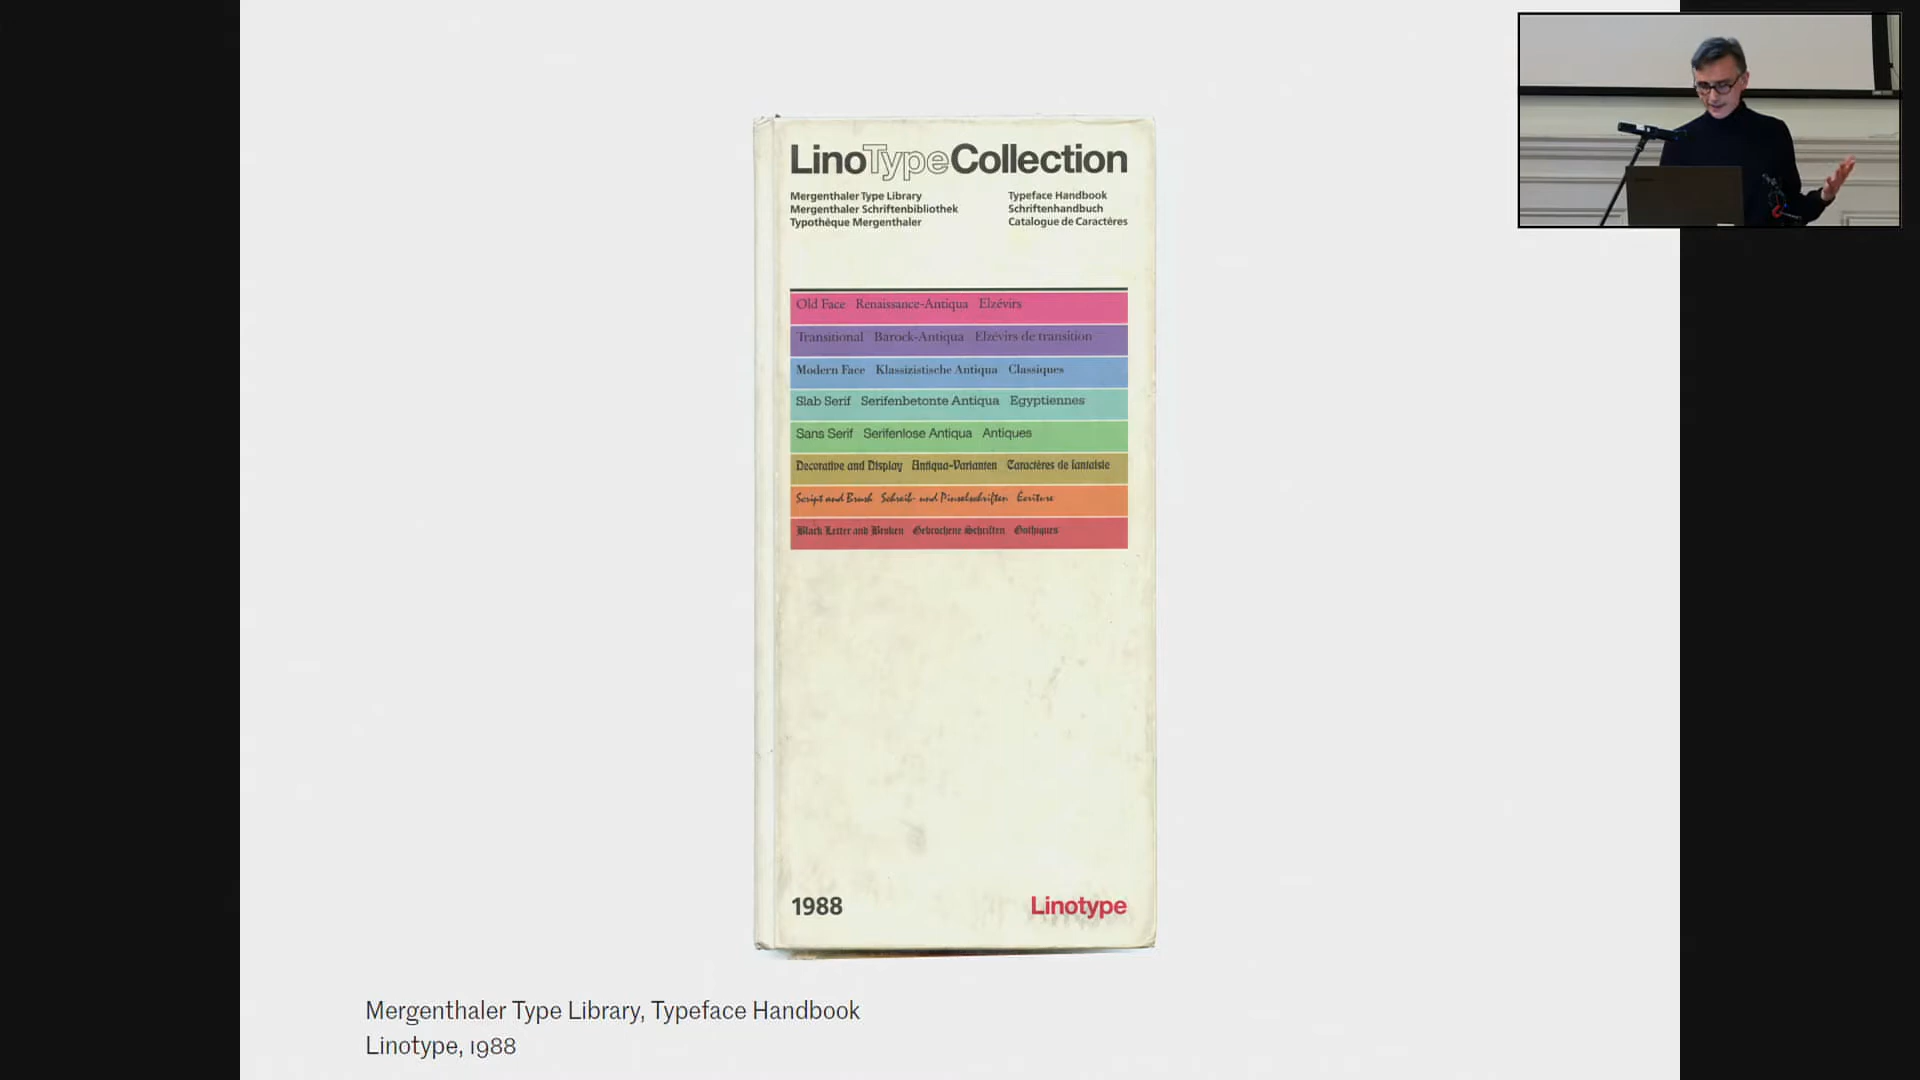 LinoTypeCollection
Mergenthaler Type Library
Mergenthaler Schriftenbibliothek
Typothèque Mergenthaler
Typeface Handbook
Schriftenhandbuch
Catalogue de Caractères
Old Face Renaissance-Antiqua Elzévirs
Transitional Barock-Antiqua Elzévirs de transition
Modern Face Klassizistische Antiqua Classiques
Slab Serif Serifenbetonte Antiqua Egyptiennes
Sans Serif Serifenlose Antiqua Antiques
Decorative and Display Antiqua-Varianten Caractères de fantaisie
Script and Brush Schreib- und Pinselschriften Écriture
Black Letter and Broken Gebrochene Schriften Gothiques
1988 Linotype
Mergenthaler Type Library, Typeface Handbook
Linotype, 1988